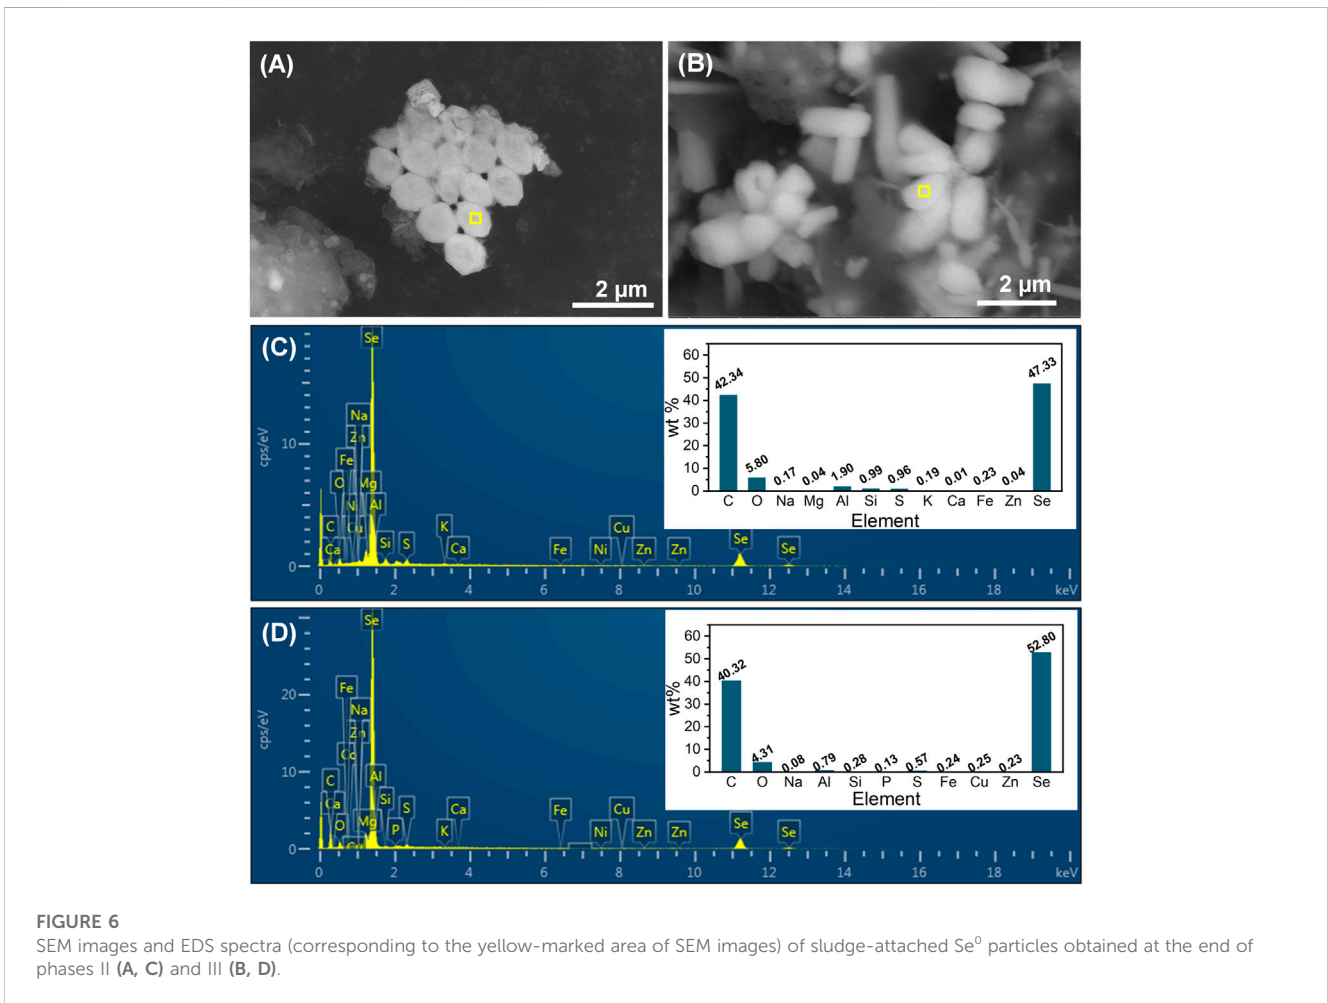 (A)
2 µm
(B)
2 µm
(C)
Se
Na
Zn
Fe
O
Mg
Al
C
Ca
Si
S
K
Ca
Fe
Ni
Cu
Zn
Zn
Se
Se
cps/eV
10
0
0 2 4 6 8 10 12 14 16 18 keV
wt %
60
50
40
30
20
10
0
42.34 5.80 0.17 0.04 1.90 0.99 0.96 0.19 0.01 0.23 0.04 47.33
C O Na Mg Al Si S K Ca Fe Zn Se
Element
(D)
Se
Fe
Na
Zn
C
Al
Ca
Si
O
Mg
P
S
K
Ca
Fe
Ni
Cu
Zn
Zn
Se
Se
cps/eV
20
10
0
0 2 4 6 8 10 12 14 16 18 keV
wt%
60
50
40
30
20
10
0
40.32 4.31 0.08 0.79 0.28 0.13 0.57 0.24 0.25 0.23 52.80
C O Na Al Si P S Fe Cu Zn Se
Element
FIGURE 6
SEM images and EDS spectra (corresponding to the yellow-marked area of SEM images) of sludge-attached Se⁰ particles obtained at the end of
phases II (A, C) and III (B, D).